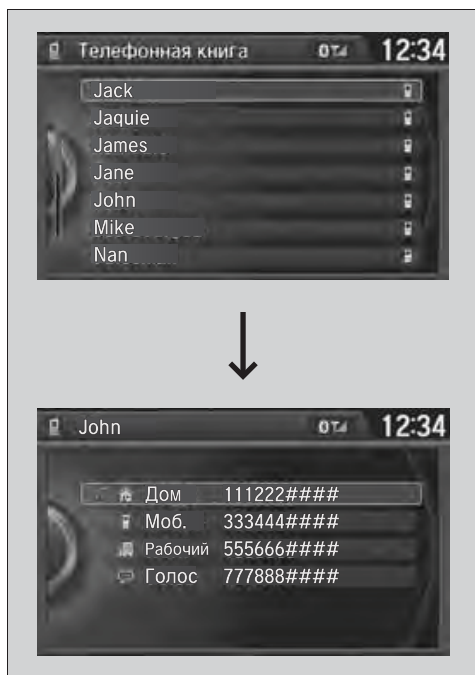 Телефонная книга 12:34
Jack
Jaquie
James
Jane
John
Mike
Nan
John 12:34
Дом 111222####
Моб. 333444####
Рабочий 555666####
Голос 777888####